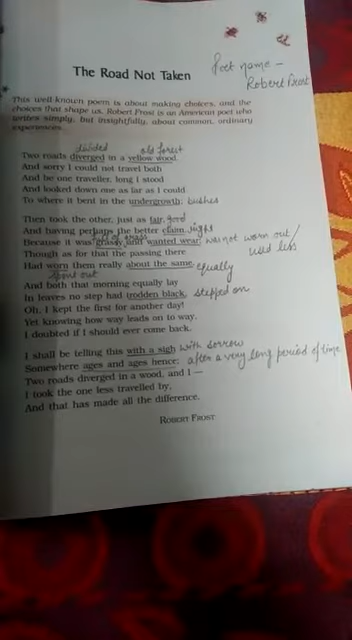 Poet name -
Robert Frost
The Road Not Taken
This well known poem is about making choices, and the
choices that shape us. Robert Frost is an American poet who
writes simply, but insightfully, about common, ordinary
experiences.
divided old forest
Two roads diverged in a yellow wood,
And sorry I could not travel both
And be one traveller, long I stood
And looked down one as far as I could
To where it bent in the undergrowth; bushes
Then took the other, just as fair, good
And having perhaps the better claim, right
full of grass
Because it was grassy and wanted wear; was not worn out/
used less
Though as for that the passing there
Had worn them really about the same, equally
And both that morning equally lay
In leaves no step had trodden black. stepped on
Oh, I kept the first for another day!
Yet knowing how way leads on to way,
I doubted if I should ever come back.
I shall be telling this with a sigh with sorrow
Somewhere ages and ages hence: after a very long period of time
Two roads diverged in a wood, and I —
I took the one less travelled by,
And that has made all the difference.
ROBERT FROST